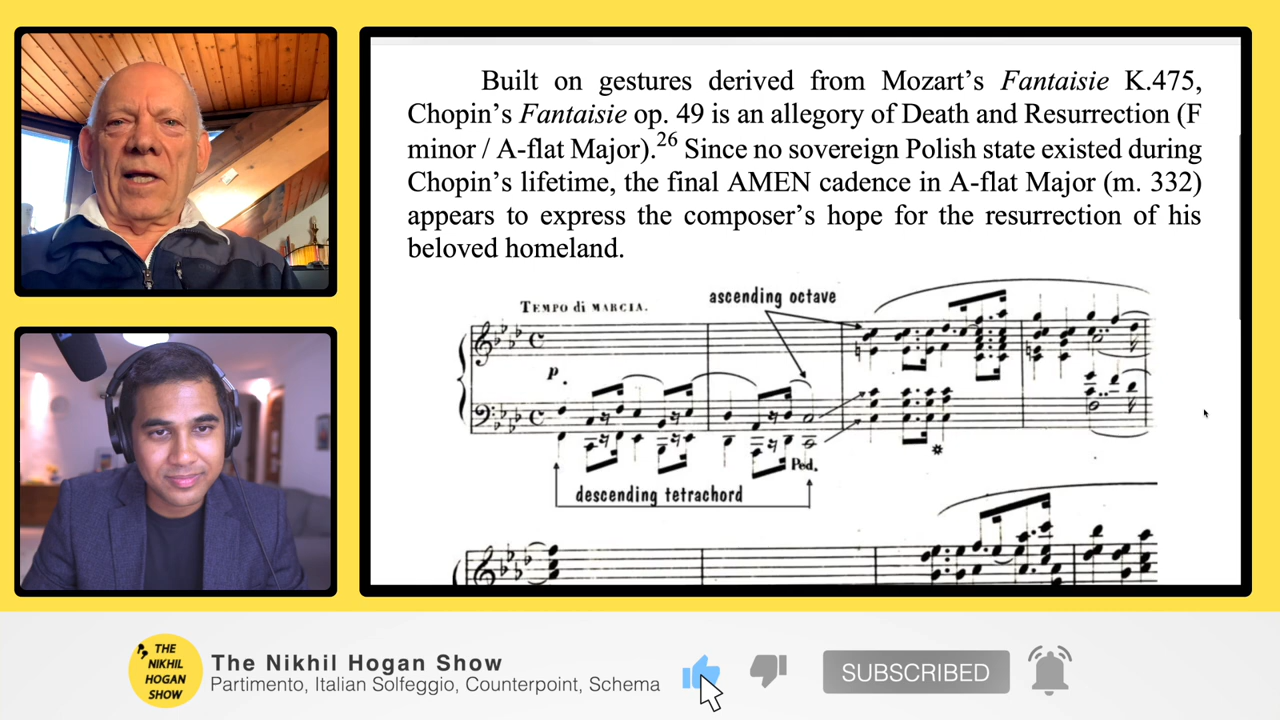 Built on gestures derived from Mozart's Fantaisie K.475,
Chopin's Fantaisie op. 49 is an allegory of Death and Resurrection (F
minor / A-flat Major).26 Since no sovereign Polish state existed during
Chopin's lifetime, the final AMEN cadence in A-flat Major (m. 332)
appears to express the composer's hope for the resurrection of his
beloved homeland.
ascending octave
TEMPO di MARCIA.
p.
Ped.
descending tetrachord
THE
NIKHIL
HOGAN
SHOW
The Nikhil Hogan Show
Partimento, Italian Solfeggio, Counterpoint, Schema
SUBSCRIBED